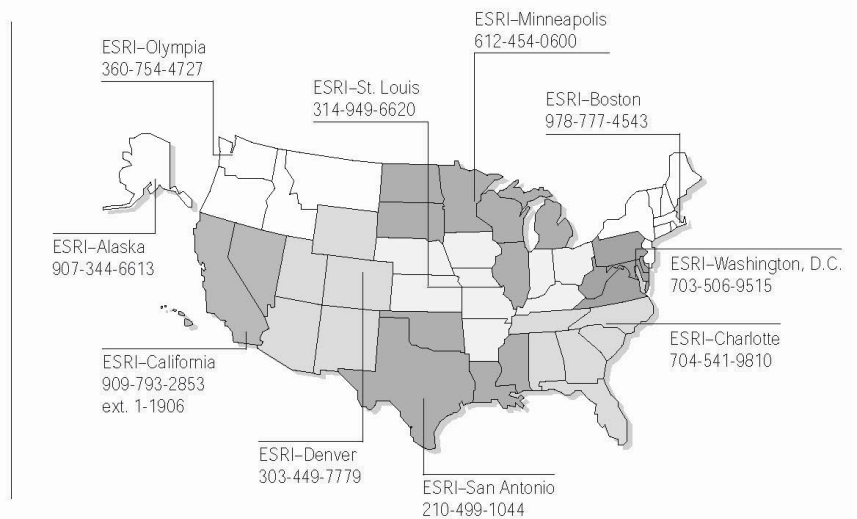 ESRI–Minneapolis
612-454-0600
ESRI–Olympia
360-754-4727
ESRI–St. Louis
314-949-6620
ESRI–Boston
978-777-4543
ESRI–Alaska
907-344-6613
ESRI–Washington, D.C.
703-506-9515
ESRI–Charlotte
704-541-9810
ESRI–California
909-793-2853
ext. 1-1906
ESRI–Denver
303-449-7779
ESRI–San Antonio
210-499-1044